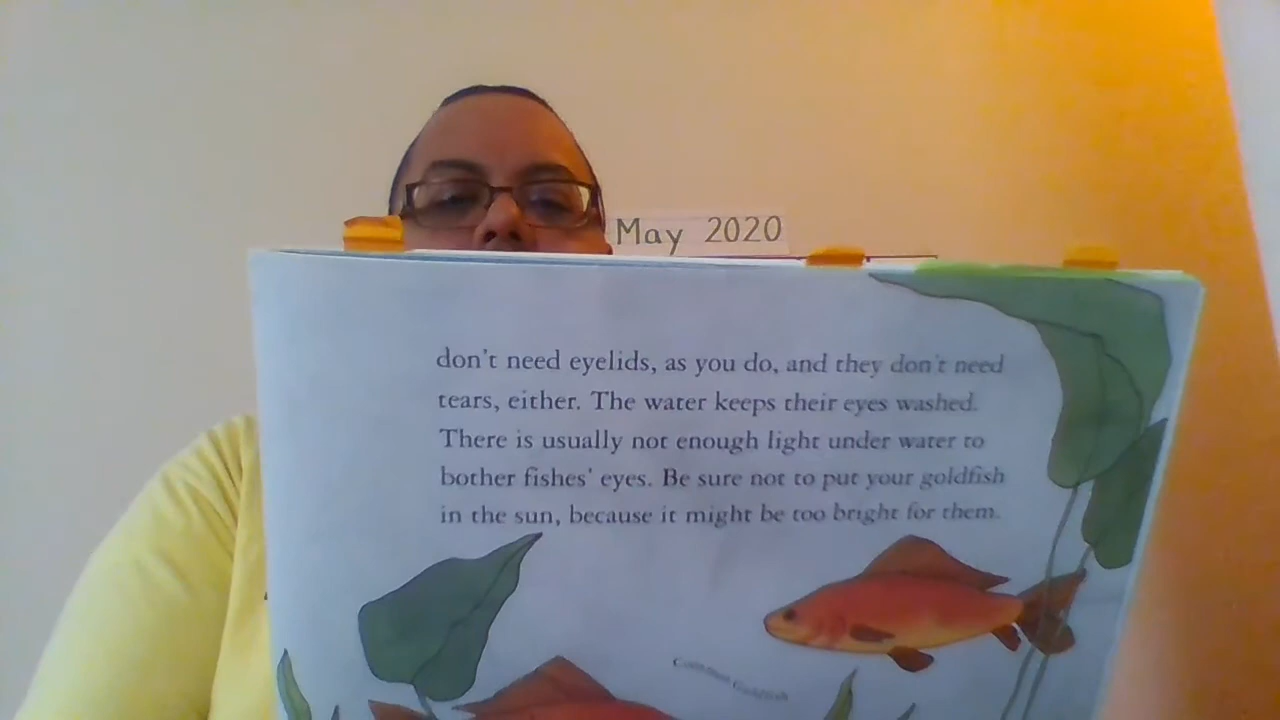 May 2020
don't need eyelids, as you do, and they don't need
tears, either. The water keeps their eyes washed.
There is usually not enough light under water to
bother fishes' eyes. Be sure not to put your goldfish
in the sun, because it might be too bright for them.
Common Goldfish